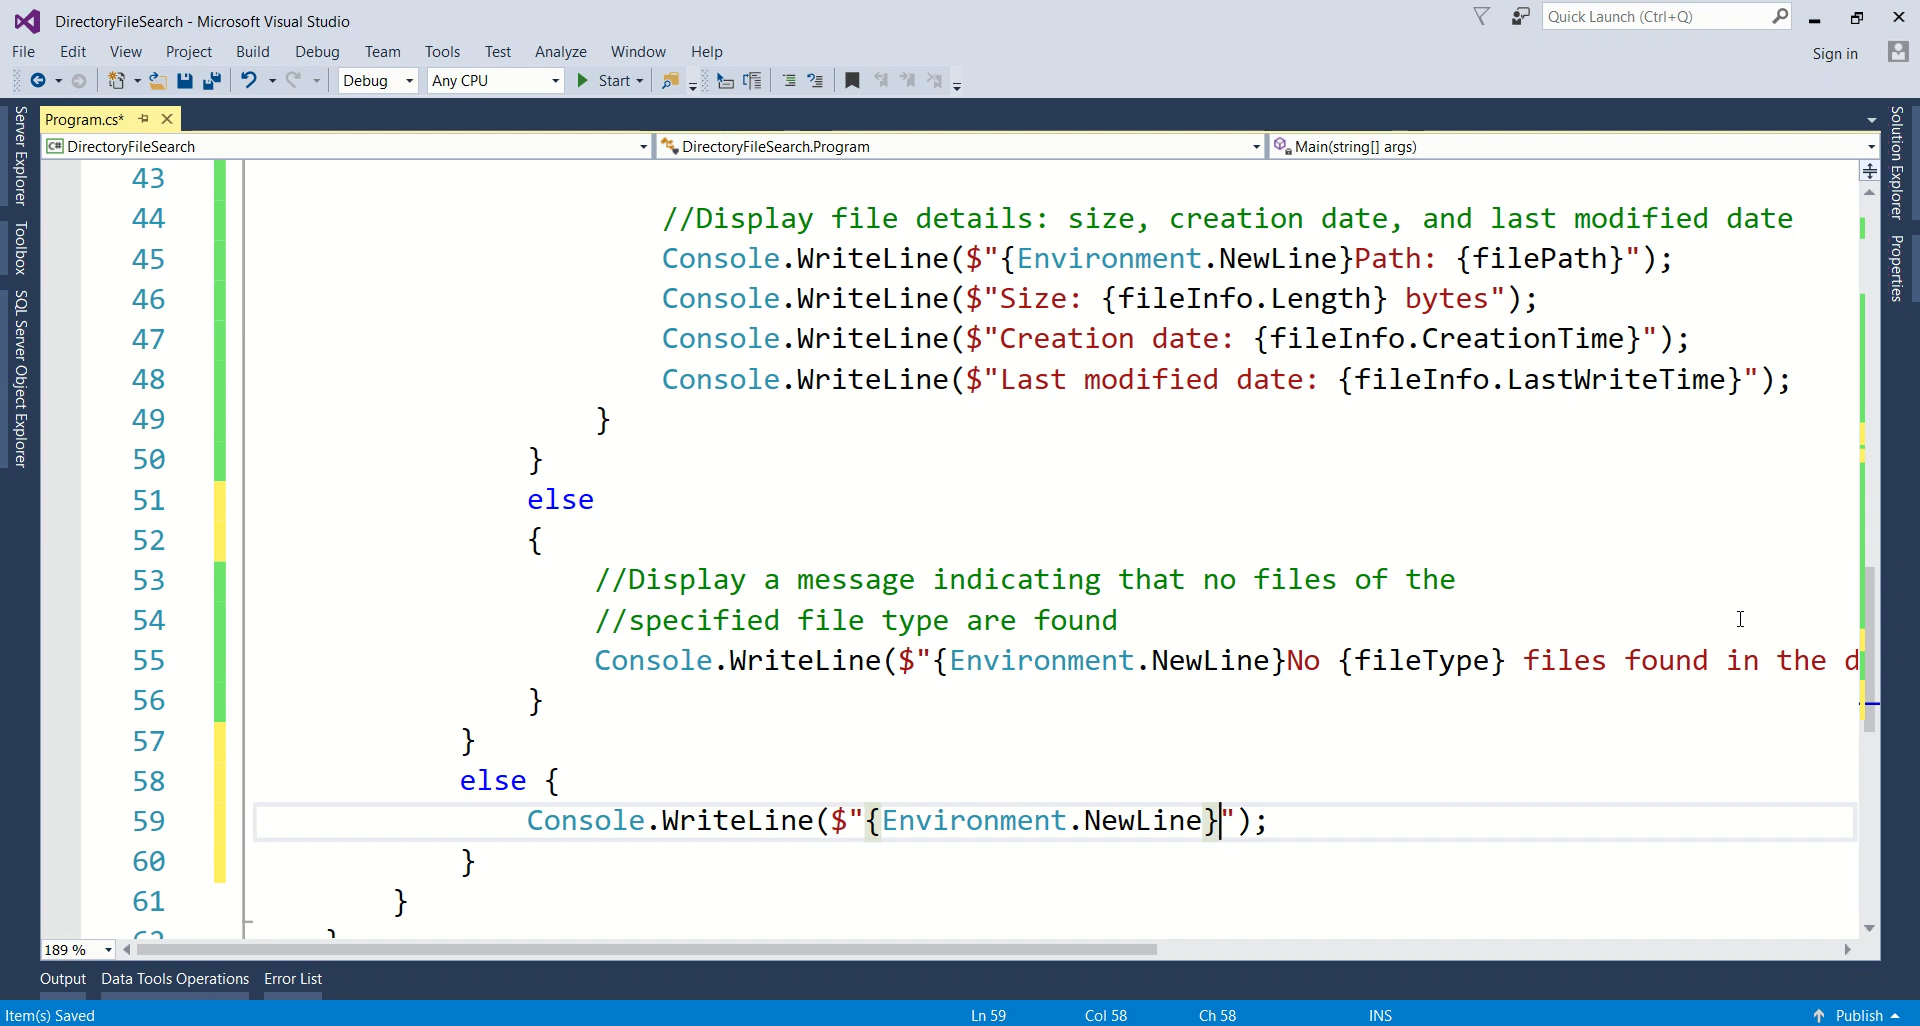 DirectoryFileSearch - Microsoft Visual Studio
Quick Launch (Ctrl+Q)
File Edit View Project Build Debug Team Tools Test Analyze Window Help
Sign in
Debug Any CPU Start
Program.cs*
DirectoryFileSearch
DirectoryFileSearch.Program
Main(string[] args)
Server Explorer
Toolbox
SQL Server Object Explorer
Solution Explorer
Properties
43
44 //Display file details: size, creation date, and last modified date
45 Console.WriteLine($"{Environment.NewLine}Path: {filePath}");
46 Console.WriteLine($"Size: {fileInfo.Length} bytes");
47 Console.WriteLine($"Creation date: {fileInfo.CreationTime}");
48 Console.WriteLine($"Last modified date: {fileInfo.LastWriteTime}");
49 }
50 }
51 else
52 {
53 //Display a message indicating that no files of the
54 //specified file type are found
55 Console.WriteLine($"{Environment.NewLine}No {fileType} files found in the d
56 }
57 }
58 else {
59 Console.WriteLine($"{Environment.NewLine}");
60 }
61 }
62 }
189 %
Output Data Tools Operations Error List
Item(s) Saved Ln 59 Col 58 Ch 58 INS Publish